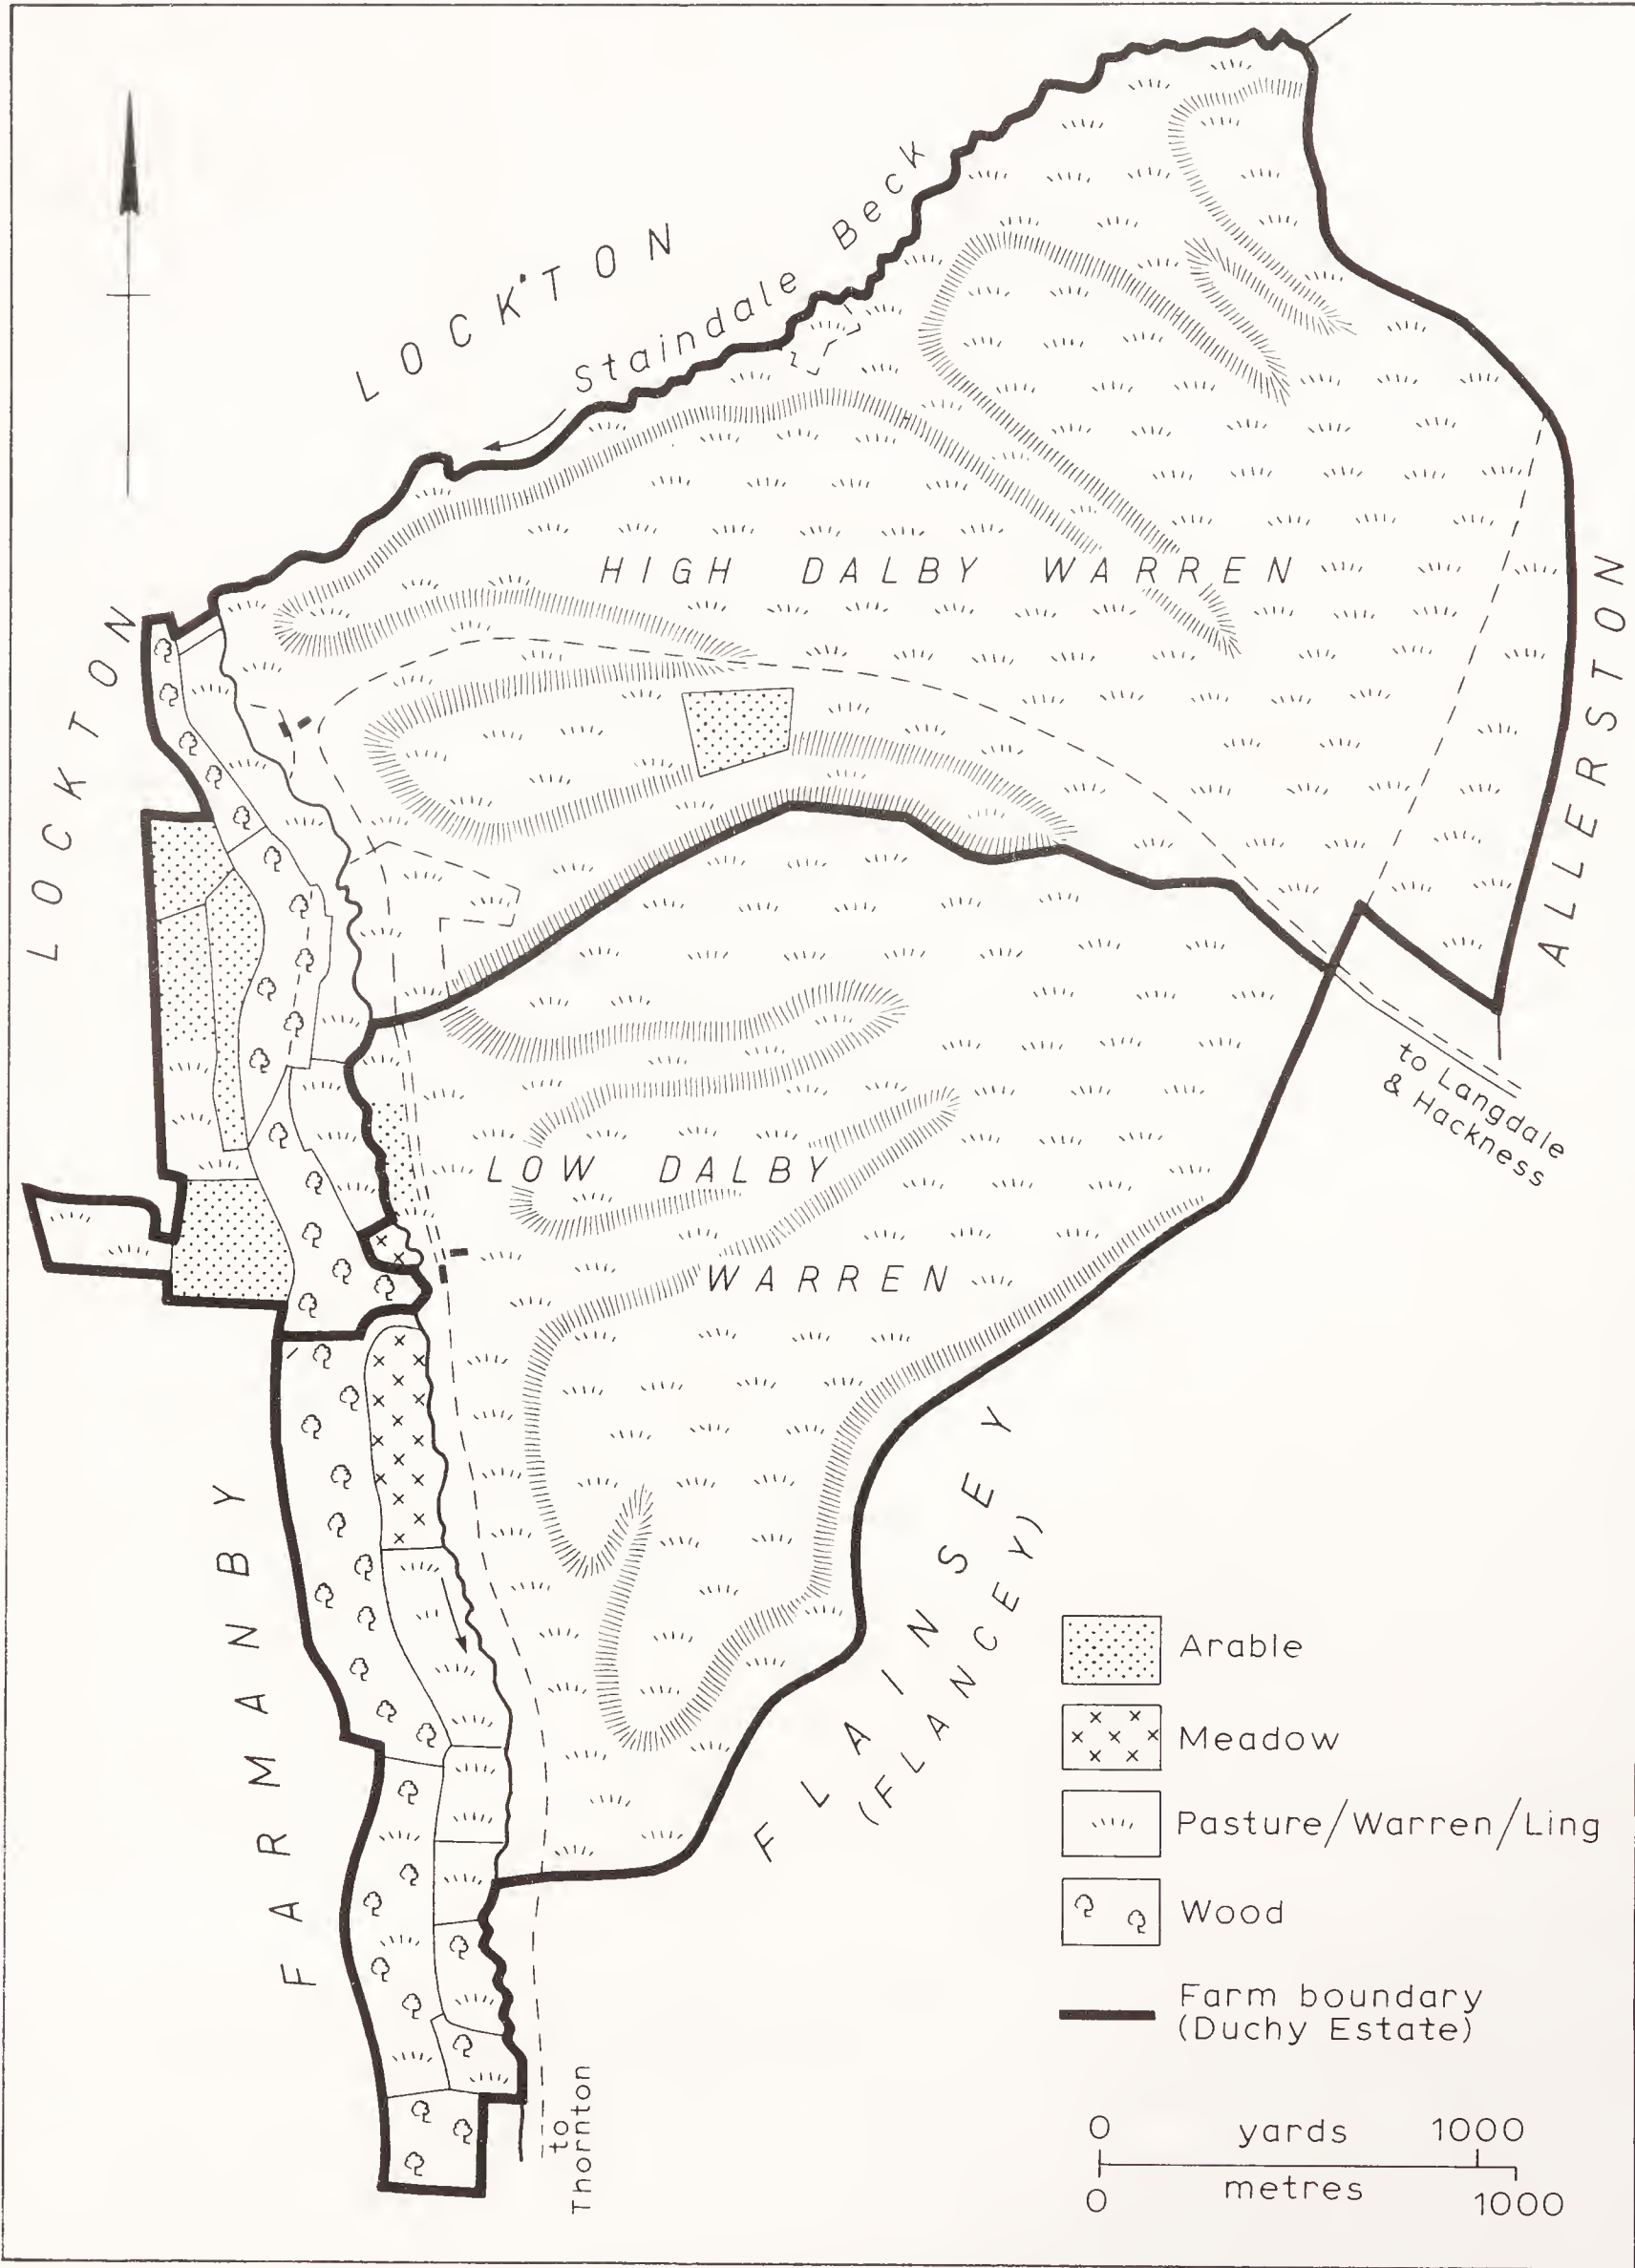 LOCKTON
Staindale Beck
HIGH DALBY WARREN
LOCKTON
ALLERSTON
to Langdale
& Hackness
LOW DALBY
WARREN
FLAINSEY
(FLANCEY)
FARMANBY
to
Thornton
Arable
Meadow
Pasture/Warren/Ling
Wood
Farm boundary
(Duchy Estate)
0 yards 1000
metres
0 1000